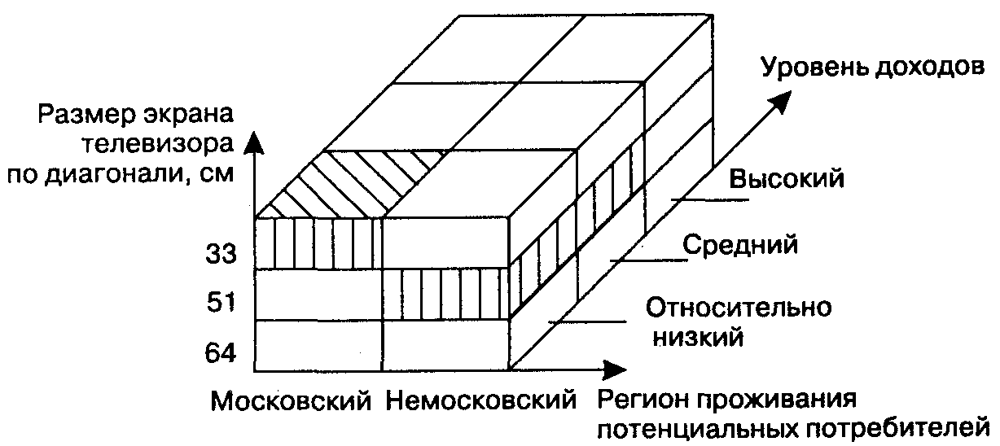 Уровень доходов
Размер экрана
телевизора
по диагонали, см
Высокий
33
Средний
51
Относительно
низкий
64
Московский
Немосковский
Регион проживания
потенциальных потребителей